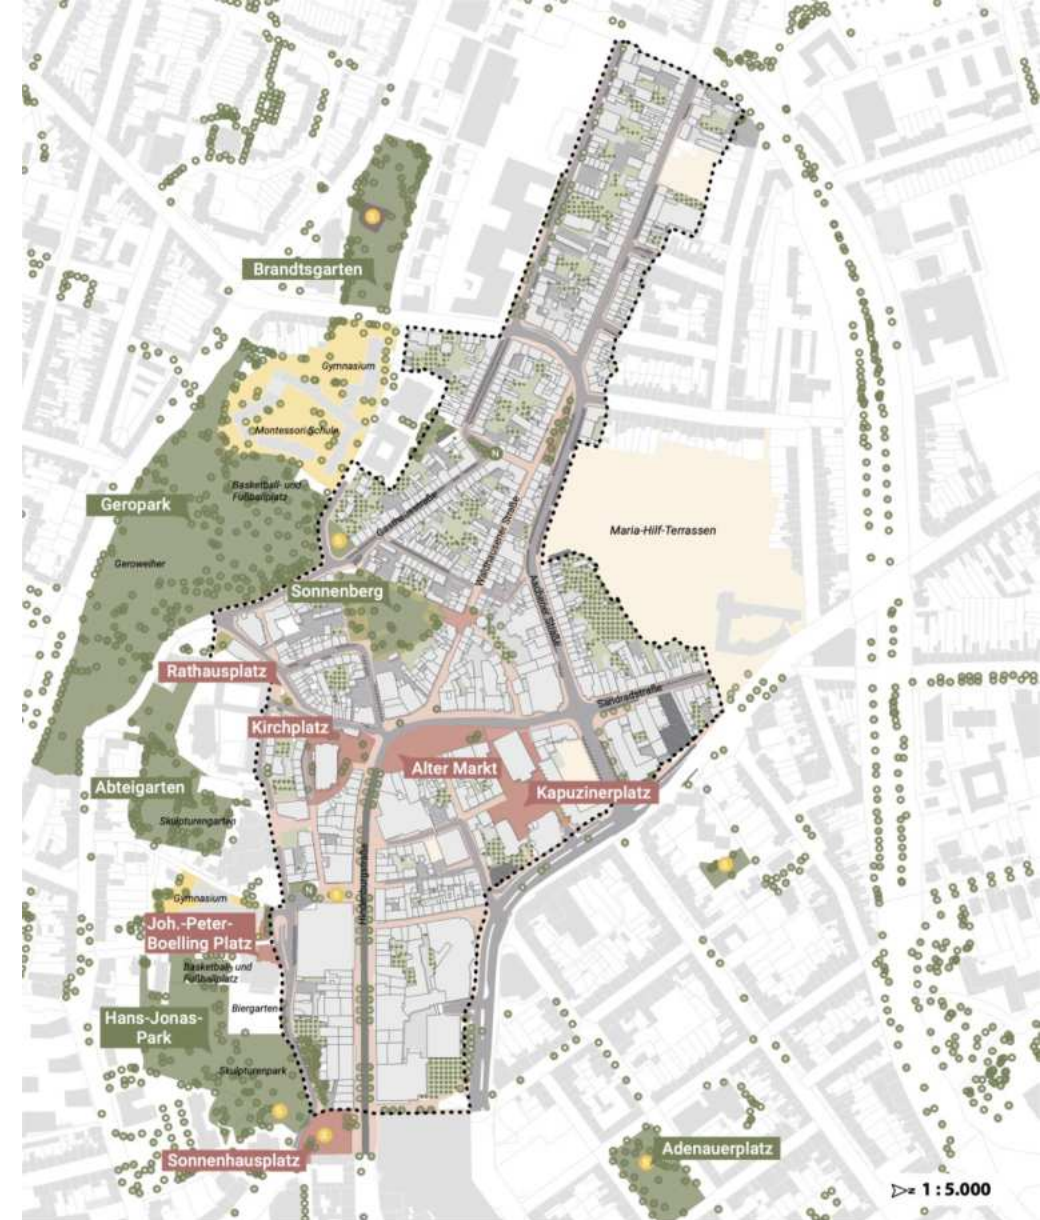 Brandtsgarten
Gymnasium
Montessori Schule
Basketball- und
Fußballplatz
Geropark
Geroweiher
N
Maria-Hilf-Terrassen
Sonnenberg
Rathausplatz
Sandradstraße
Kirchplatz
Alter Markt
Kapuzinerplatz
Abteigarten
Skulpturengarten
Gymnasium
N
Joh.-Peter-
Boelling Platz
Basketball- und
Fußballplatz
Biergarten
Hans-Jonas-
Park
Skulpturenpark
Sonnenhausplatz
Adenauerplatz
1 : 5.000